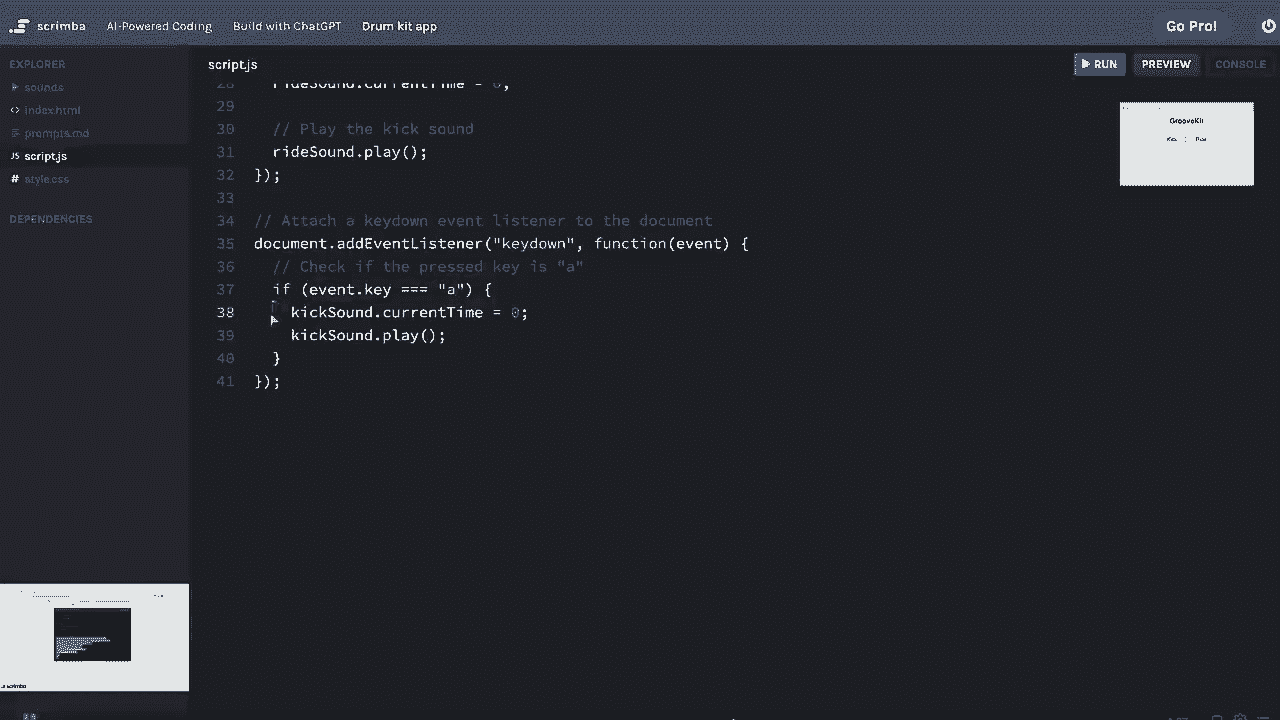 scrimba AI-Powered Coding Build with ChatGPT Drum kit app Go Pro!
EXPLORER
sounds
index.html
prompts.md
JS script.js
# style.css
DEPENDENCIES
script.js
RUN PREVIEW CONSOLE
28 rideSound.currentTime = 0;
29
30 // Play the kick sound
31 rideSound.play();
32 });
33
34 // Attach a keydown event listener to the document
35 document.addEventListener("keydown", function(event) {
36 // Check if the pressed key is "a"
37 if (event.key === "a") {
38 kickSound.currentTime = 0;
39 kickSound.play();
40 }
41 });
GrooveKit